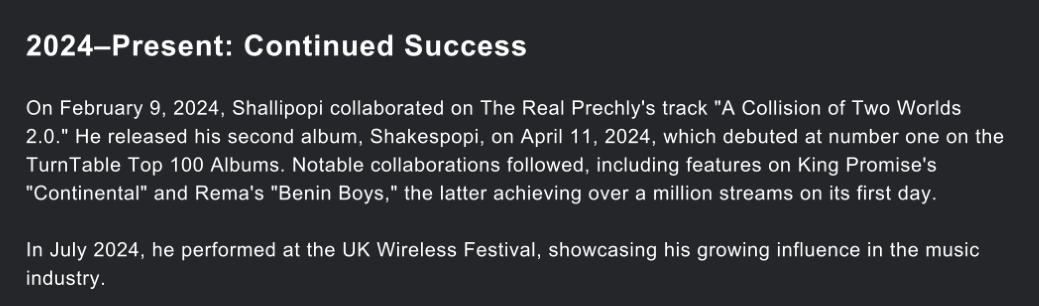 2024–Present: Continued Success
On February 9, 2024, Shallipopi collaborated on The Real Prechly's track "A Collision of Two Worlds
2.0." He released his second album, Shakespopi, on April 11, 2024, which debuted at number one on the
TurnTable Top 100 Albums. Notable collaborations followed, including features on King Promise's
"Continental" and Rema's "Benin Boys," the latter achieving over a million streams on its first day.
In July 2024, he performed at the UK Wireless Festival, showcasing his growing influence in the music
industry.